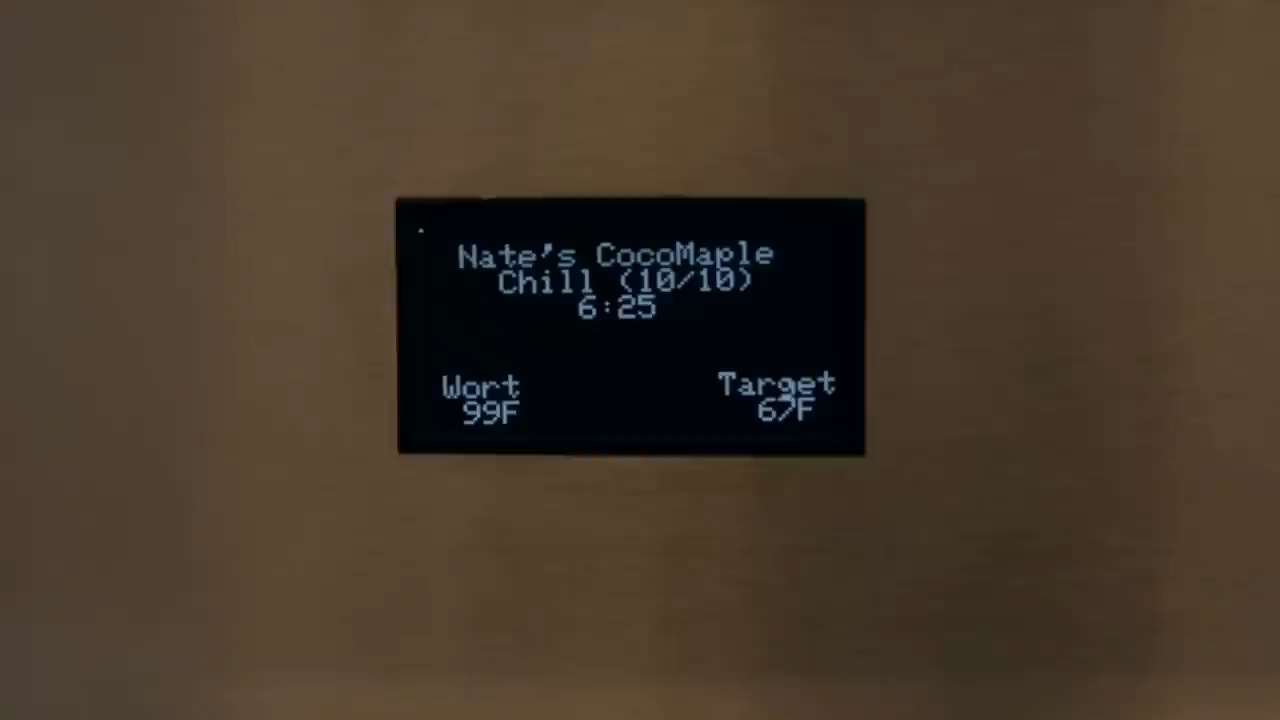 Nate's CocoMaple
Chill (10/10)
6:25
Wort Target
99F 67F